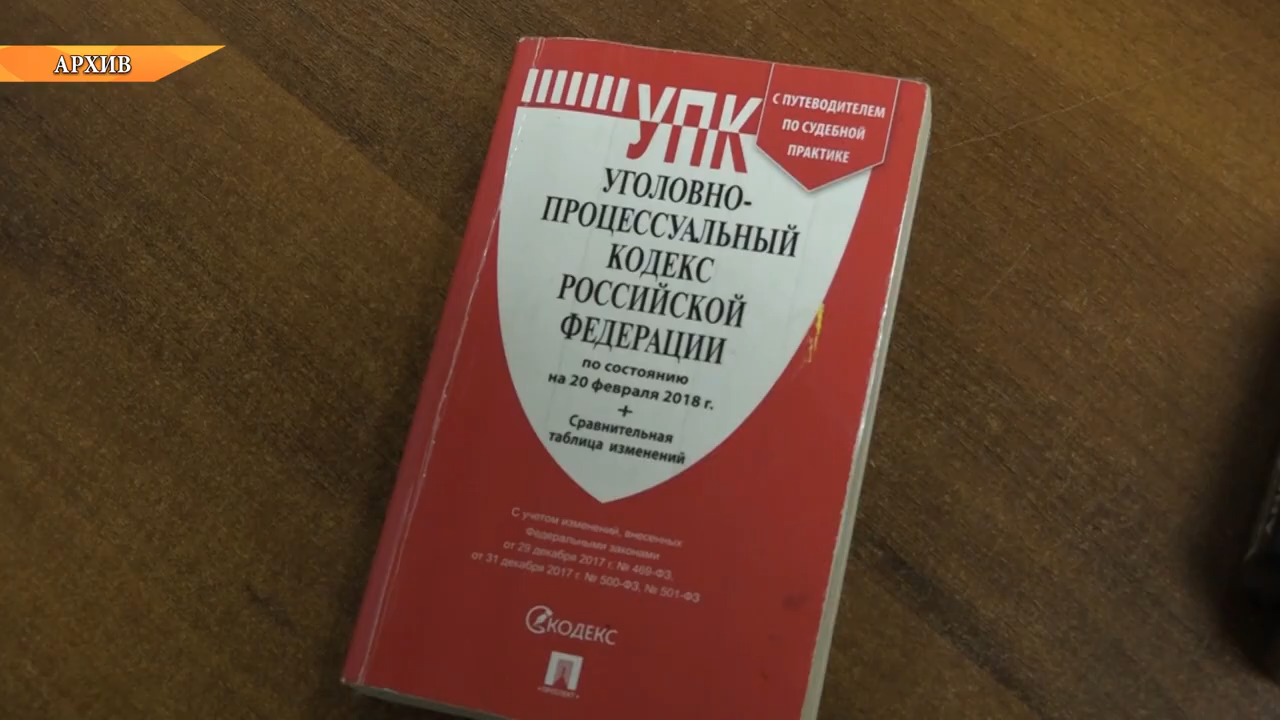 АРХИВ
УПК
С ПУТЕВОДИТЕЛЕМ
ПО СУДЕБНОЙ
ПРАКТИКЕ
УГОЛОВНО-
ПРОЦЕССУАЛЬНЫЙ
КОДЕКС
РОССИЙСКОЙ
ФЕДЕРАЦИИ
по состоянию
на 20 февраля 2018 г.
+
Сравнительная
таблица изменений
С учетом изменений, внесенных
Федеральными законами
от 29 декабря 2017 г. № 469-ФЗ,
от 31 декабря 2017 г. № 500-ФЗ, № 501-ФЗ
КОДЕКС
•ПРОСПЕКТ•